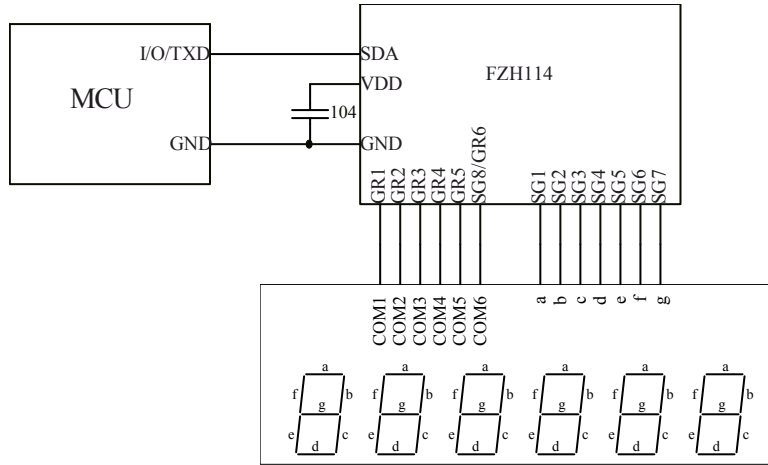 I/O/TXD
SDA
FZH114
VDD
MCU
104
GND
GND
GR1
GR2
GR3
GR4
GR5
SG8/GR6
SG1
SG2
SG3
SG4
SG5
SG6
SG7
COM1
COM2
COM3
COM4
COM5
COM6
a
b
c
d
e
f
g
a a a a a a
f b f b f b f b f b f b
g g g g g g
e c e c e c e c e c e c
d d d d d d